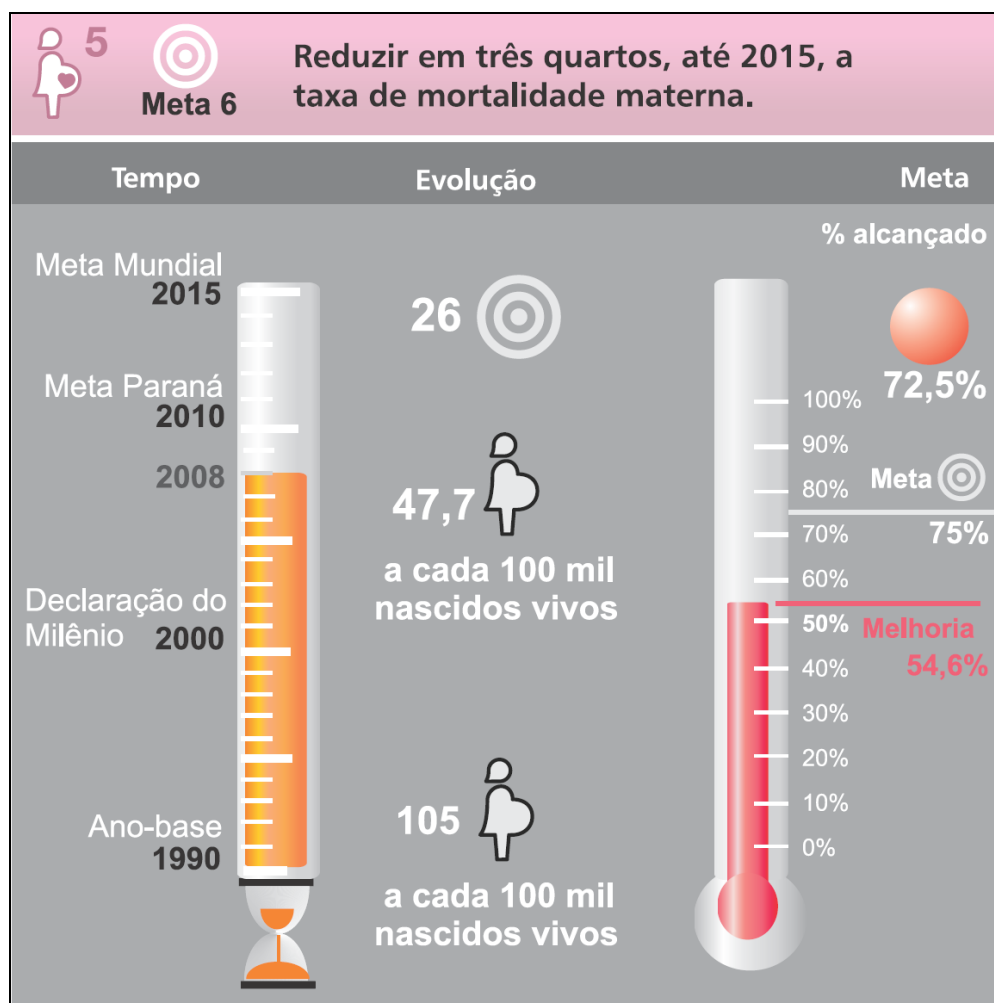 5
Meta 6
Reduzir em três quartos, até 2015, a
taxa de mortalidade materna.
Tempo
Evolução
Meta
% alcançado
Meta Mundial
2015
26
72,5%
Meta Paraná
2010
2008
47,7
a cada 100 mil
nascidos vivos
Declaração do
Milênio 2000
105
a cada 100 mil
nascidos vivos
Ano-base
1990
100%
90%
80%
70%
60%
50%
40%
30%
20%
10%
0%
Meta
75%
Melhoria
54,6%